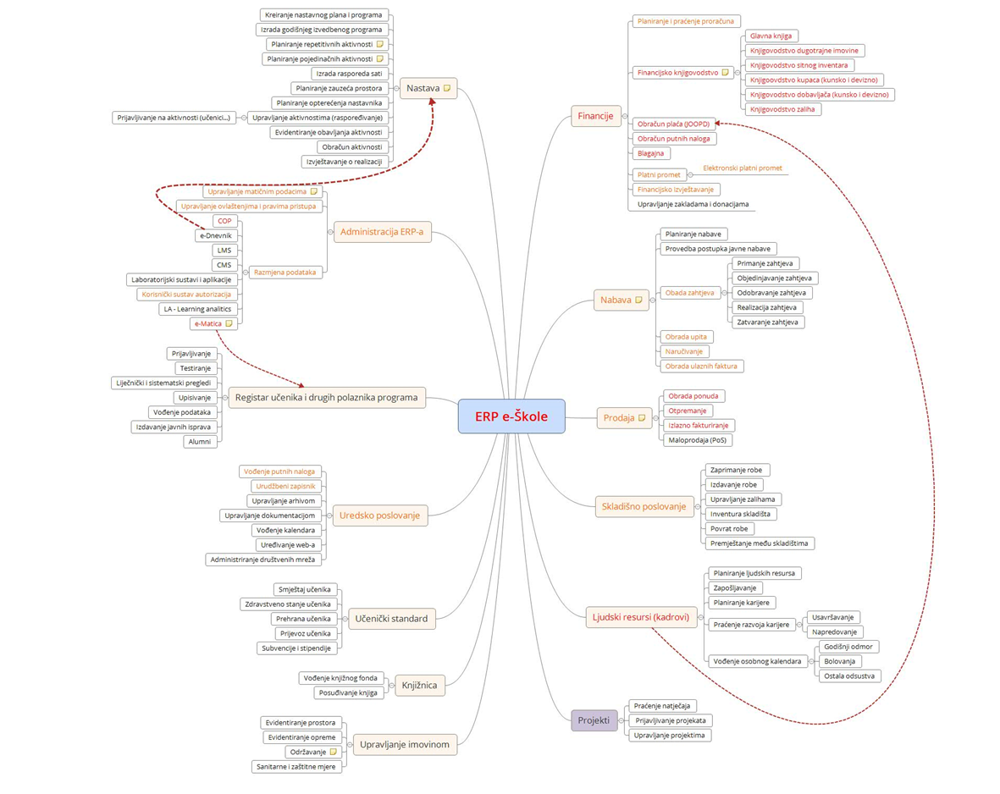 ERP e-Škole
Nastava
Kreiranje nastavnog plana i programa
Izrada godišnjeg izvedbenog programa
Planiranje repetitivnih aktivnosti
Planiranje pojedinačnih aktivnosti
Izrada rasporeda sati
Planiranje zauzeća prostora
Planiranje opterećenja nastavnika
Upravljanje aktivnostima (raspoređivanje)
Prijavljivanje na aktivnosti (učenici...)
Evidentiranje obavljanja aktivnosti
Obračun aktivnosti
Izvještavanje o realizaciji
Administracija ERP-a
Upravljanje matičnim podacima
Upravljanje ovlaštenjima i pravima pristupa
Razmjena podataka
COP
e-Dnevnik
LMS
CMS
Laboratorijski sustavi i aplikacije
Korisnički sustav autorizacija
LA - Learning analitics
e-Matica
Registar učenika i drugih polaznika programa
Prijavljivanje
Testiranje
Liječnički i sistematski pregledi
Upisivanje
Vođenje podataka
Izdavanje javnih isprava
Alumni
Uredsko poslovanje
Vođenje putnih naloga
Urudžbeni zapisnik
Upravljanje arhivom
Upravljanje dokumentacijom
Vođenje kalendara
Uređivanje web-a
Administriranje društvenih mreža
Učenički standard
Smještaj učenika
Zdravstveno stanje učenika
Prehrana učenika
Prijevoz učenika
Subvencije i stipendije
Knjižnica
Vođenje knjižnog fonda
Posuđivanje knjiga
Upravljanje imovinom
Evidentiranje prostora
Evidentiranje opreme
Održavanje
Sanitarne i zaštitne mjere
Financije
Planiranje i praćenje proračuna
Financijsko knjigovodstvo
Glavna knjiga
Knjigovodstvo dugotrajne imovine
Knjigovodstvo sitnog inventara
Knjigoovdstvo kupaca (kunsko i devizno)
Knjigovodstvo dobavljača (kunsko i devizno)
Knjigovodstvo zaliha
Obračun plaća (JOOPD)
Obračun putnih naloga
Blagajna
Platni promet
Elektronski platni promet
Financijsko izvještavanje
Upravljanje zakladama i donacijama
Nabava
Planiranje nabave
Provedba postupka javne nabave
Obada zahtjeva
Primanje zahtjeva
Objedinjavanje zahtjeva
Odobravanje zahtjeva
Realizacija zahtjeva
Zatvaranje zahtjeva
Obrada upita
Naručivanje
Obrada ulaznih faktura
Prodaja
Obrada ponuda
Otpremanje
Izlazno fakturiranje
Maloprodaja (PoS)
Skladišno poslovanje
Zaprimanje robe
Izdavanje robe
Upravljanje zalihama
Inventura skladišta
Povrat robe
Premještanje među skladištima
Ljudski resursi (kadrovi)
Planiranje ljudskih resursa
Zapošljavanje
Planiranje karijere
Praćenje razvoja karijere
Usavršavanje
Napredovanje
Vođenje osobnog kalendara
Godišnji odmor
Bolovanja
Ostala odsustva
Projekti
Praćenje natječaja
Prijavljivanje projekata
Upravljanje projektima